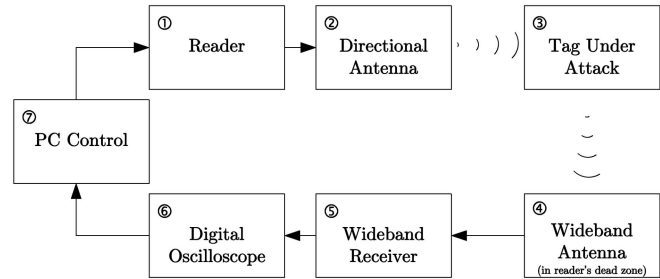 ①
Reader
②
Directional
Antenna
③
Tag Under
Attack
⑦
PC Control
⑥
Digital
Oscilloscope
⑤
Wideband
Receiver
④
Wideband
Antenna
(in reader's dead zone)